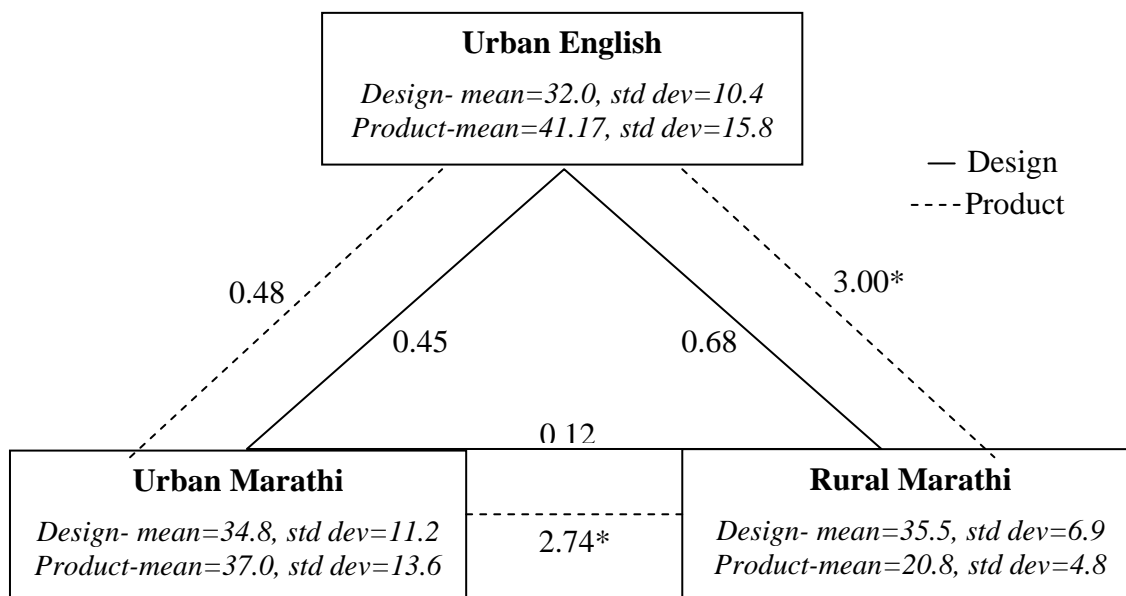 Urban English
Design- mean=32.0, std dev=10.4
Product-mean=41.17, std dev=15.8
Design
Product
0.48
3.00*
0.45
0.68
0.12
Urban Marathi
Design- mean=34.8, std dev=11.2
Product-mean=37.0, std dev=13.6
2.74*
Rural Marathi
Design- mean=35.5, std dev=6.9
Product-mean=20.8, std dev=4.8